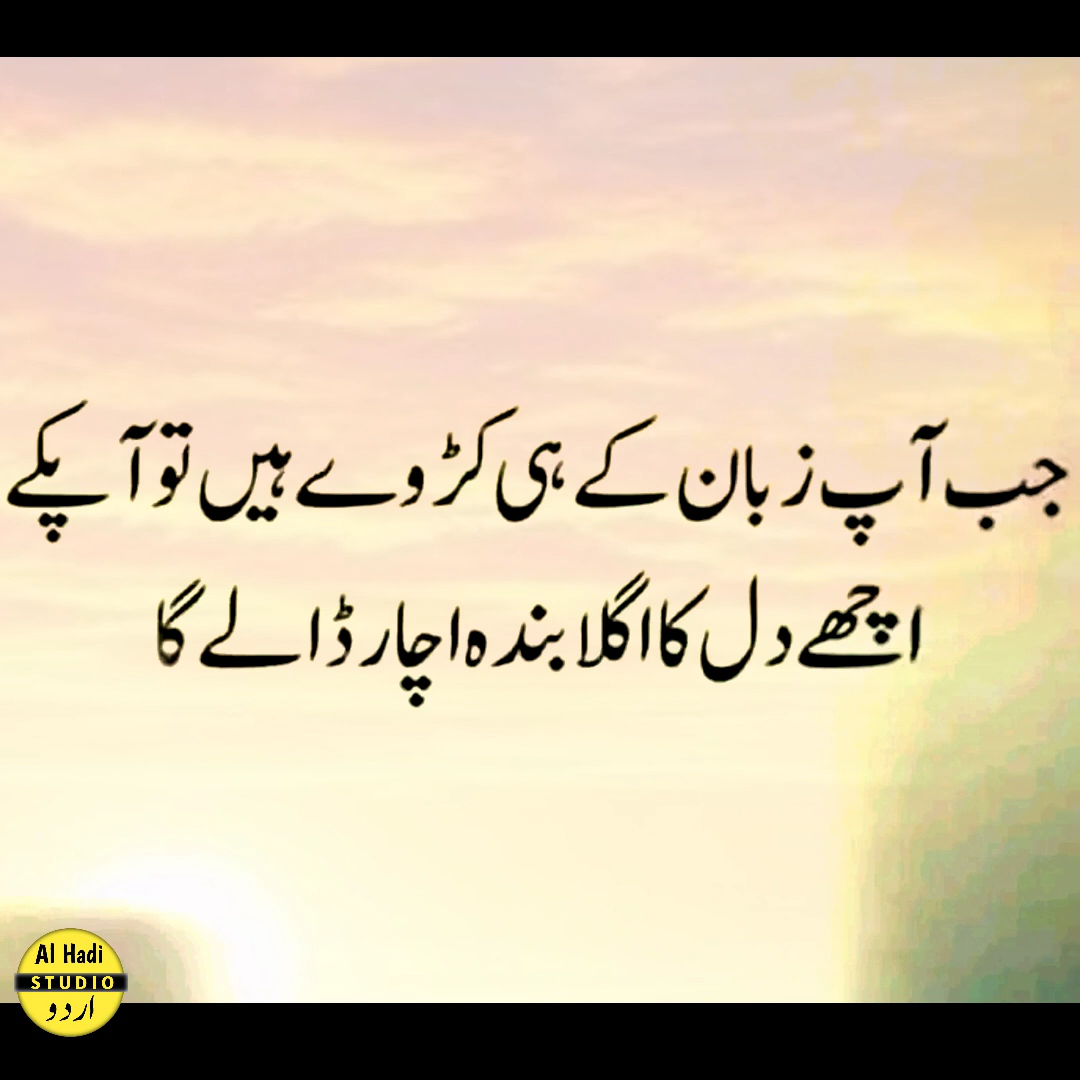 جب آپ زبان کے ہی کڑوے ہیں تو آپکے
اچھے دل کا اگلا بندہ اچار ڈالے گا
Al Hadi
STUDIO
اردو